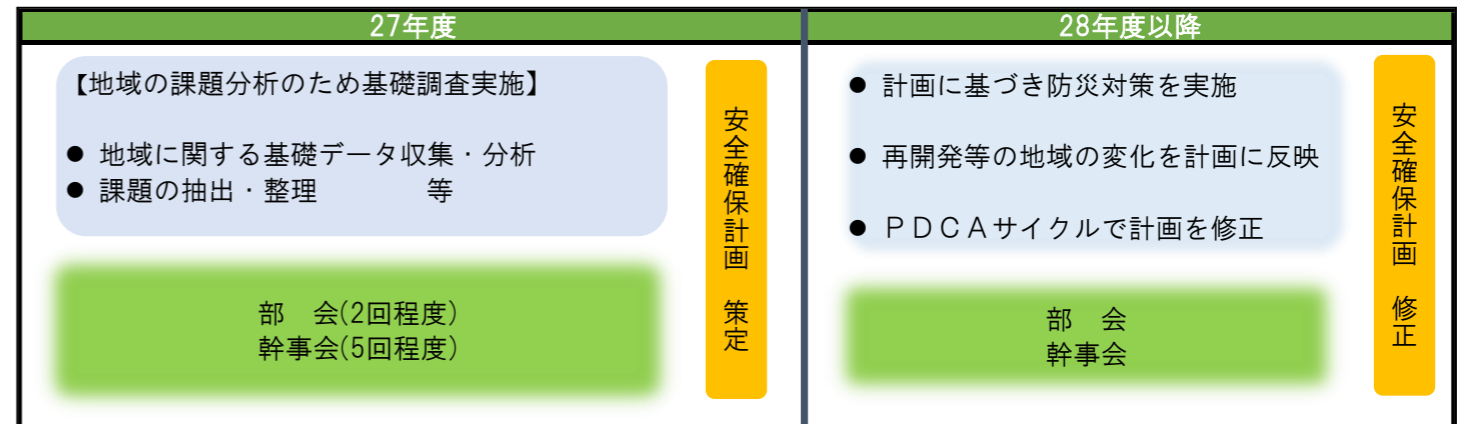 27年度
【地域の課題分析のため基礎調査実施】
● 地域に関する基礎データ収集・分析
● 課題の抽出・整理　　　　等
部　会(2回程度)
幹事会(5回程度)
安全確保計画　策定
28年度以降
● 計画に基づき防災対策を実施
● 再開発等の地域の変化を計画に反映
● ＰＤＣＡサイクルで計画を修正
部　会
幹事会
安全確保計画　修正